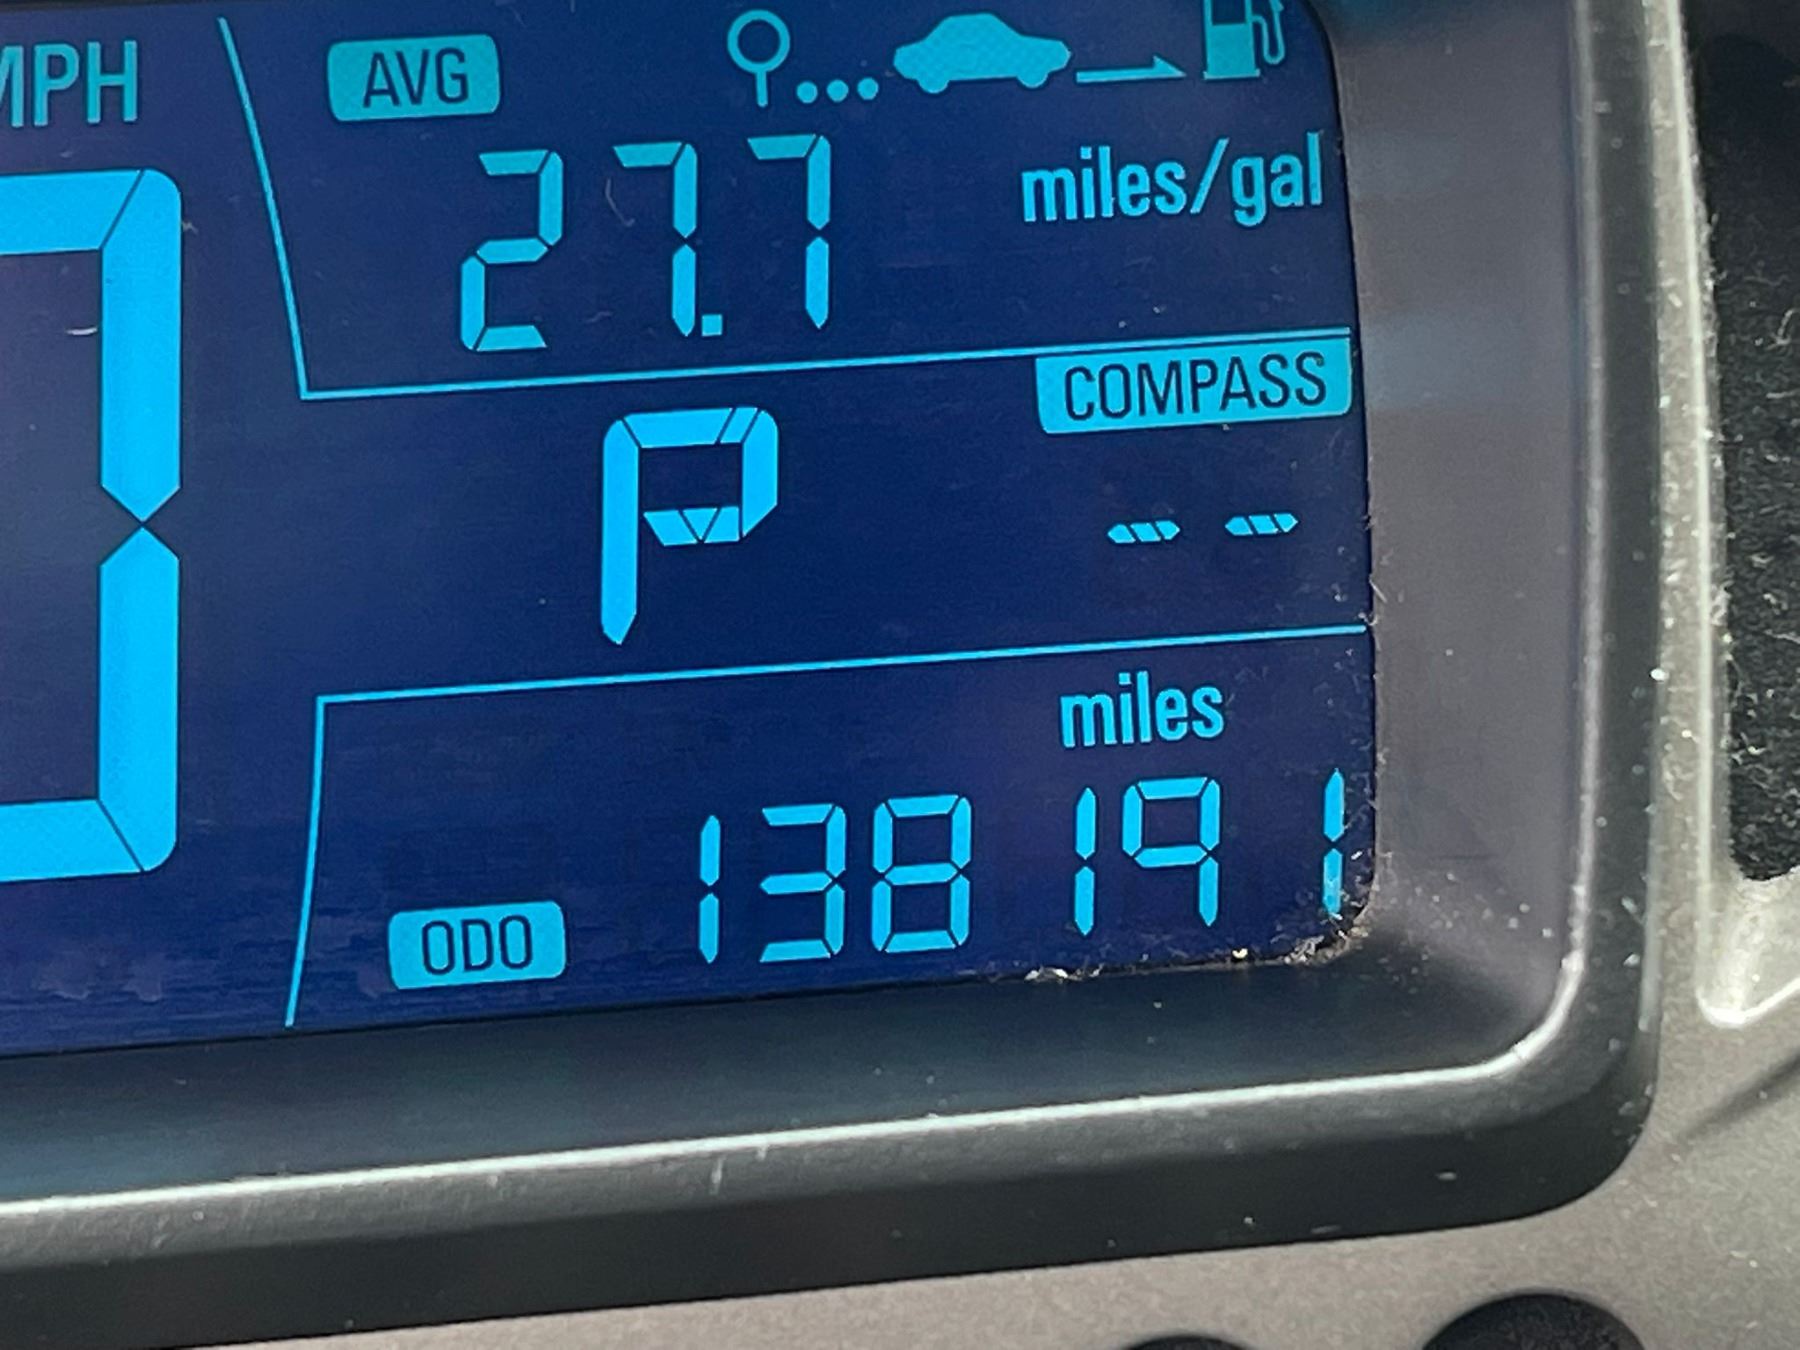 MPH
AVG
27.7 miles/gal
COMPASS
P --
miles
ODO 138191